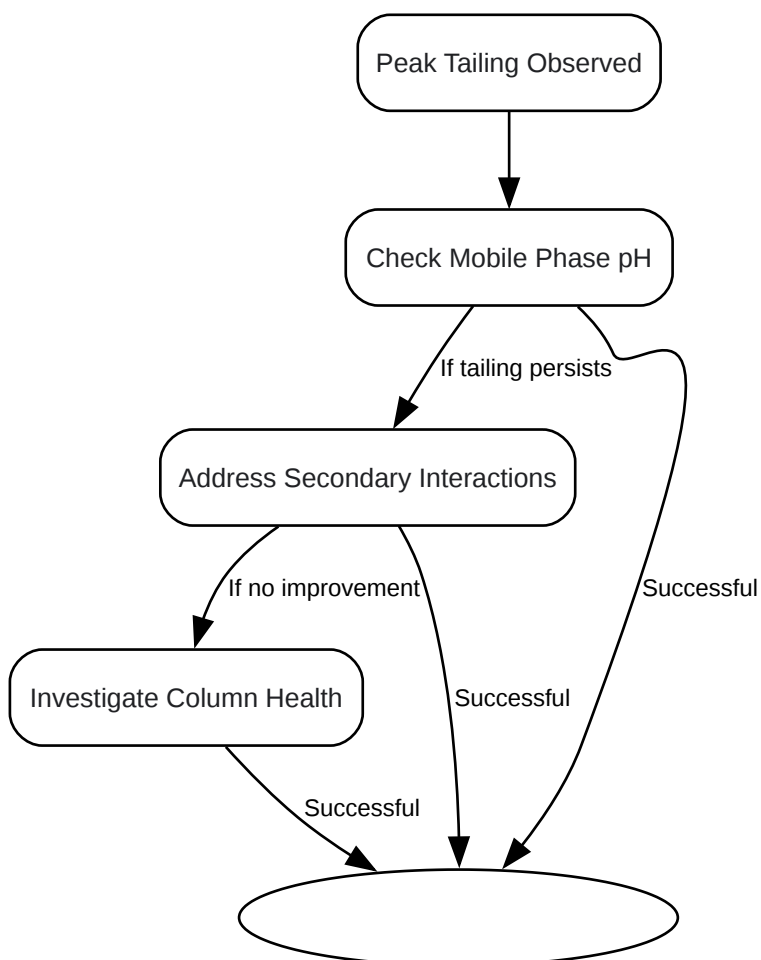 Peak Tailing Observed
Check Mobile Phase pH
If tailing persists
Address Secondary Interactions
If no improvement
Successful
Investigate Column Health
Successful
Successful